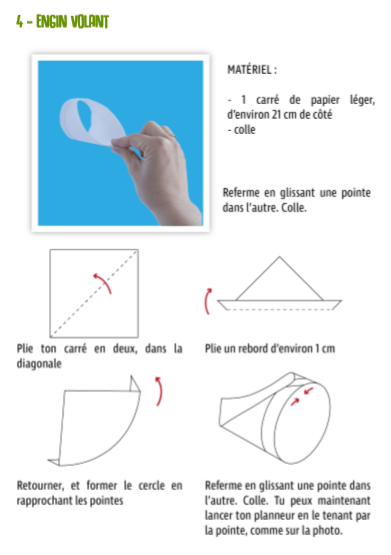 4 - ENGIN VOLANT
MATÉRIEL :
- 1 carré de papier léger,
d'environ 21 cm de côté
- colle
Referme en glissant une pointe
dans l'autre. Colle.
Plie ton carré en deux, dans la
diagonale
Plie un rebord d'environ 1 cm
Retourner, et former le cercle en
rapprochant les pointes
Referme en glissant une pointe dans
l'autre. Colle. Tu peux maintenant
lancer ton planneur en le tenant par
la pointe, comme sur la photo.